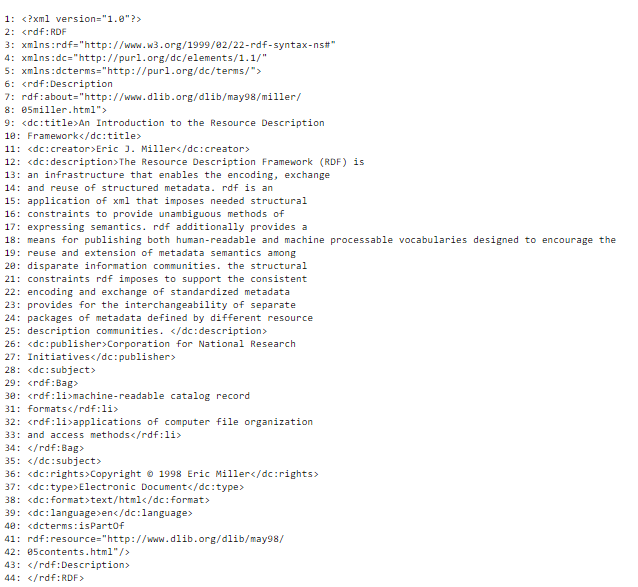 1: <?xml version="1.0"?>
2: <rdf:RDF
3: xmlns:rdf="http://www.w3.org/1999/02/22-rdf-syntax-ns#"
4: xmlns:dc="http://purl.org/dc/elements/1.1/"
5: xmlns:dcterms="http://purl.org/dc/terms/">
6: <rdf:Description
7: rdf:about="http://www.dlib.org/dlib/may98/miller/
8: 05miller.html">
9: <dc:title>An Introduction to the Resource Description
10: Framework</dc:title>
11: <dc:creator>Eric J. Miller</dc:creator>
12: <dc:description>The Resource Description Framework (RDF) is
13: an infrastructure that enables the encoding, exchange
14: and reuse of structured metadata. rdf is an
15: application of xml that imposes needed structural
16: constraints to provide unambiguous methods of
17: expressing semantics. rdf additionally provides a
18: means for publishing both human-readable and machine processable vocabularies designed to encourage the
19: reuse and extension of metadata semantics among
20: disparate information communities. the structural
21: constraints rdf imposes to support the consistent
22: encoding and exchange of standardized metadata
23: provides for the interchangeability of separate
24: packages of metadata defined by different resource
25: description communities. </dc:description>
26: <dc:publisher>Corporation for National Research
27: Initiatives</dc:publisher>
28: <dc:subject>
29: <rdf:Bag>
30: <rdf:li>machine-readable catalog record
31: formats</rdf:li>
32: <rdf:li>applications of computer file organization
33: and access methods</rdf:li>
34: </rdf:Bag>
35: </dc:subject>
36: <dc:rights>Copyright © 1998 Eric Miller</dc:rights>
37: <dc:type>Electronic Document</dc:type>
38: <dc:format>text/html</dc:format>
39: <dc:language>en</dc:language>
40: <dcterms:isPartOf
41: rdf:resource="http://www.dlib.org/dlib/may98/
42: 05contents.html"/>
43: </rdf:Description>
44: </rdf:RDF>